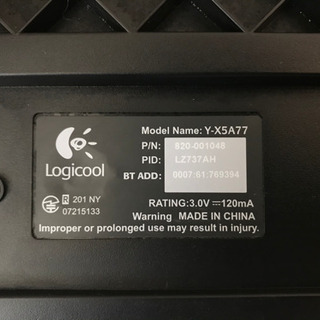 Logicool
Model Name: Y-X5A77
P/N: 820-001046
PID: LZ737AH
BT ADD: 0007:61:769394
R 201 NY
07215133
RATING:3.0V⎓120mA
Warning MADE IN CHINA
Improper or prolonged use may result in injury.